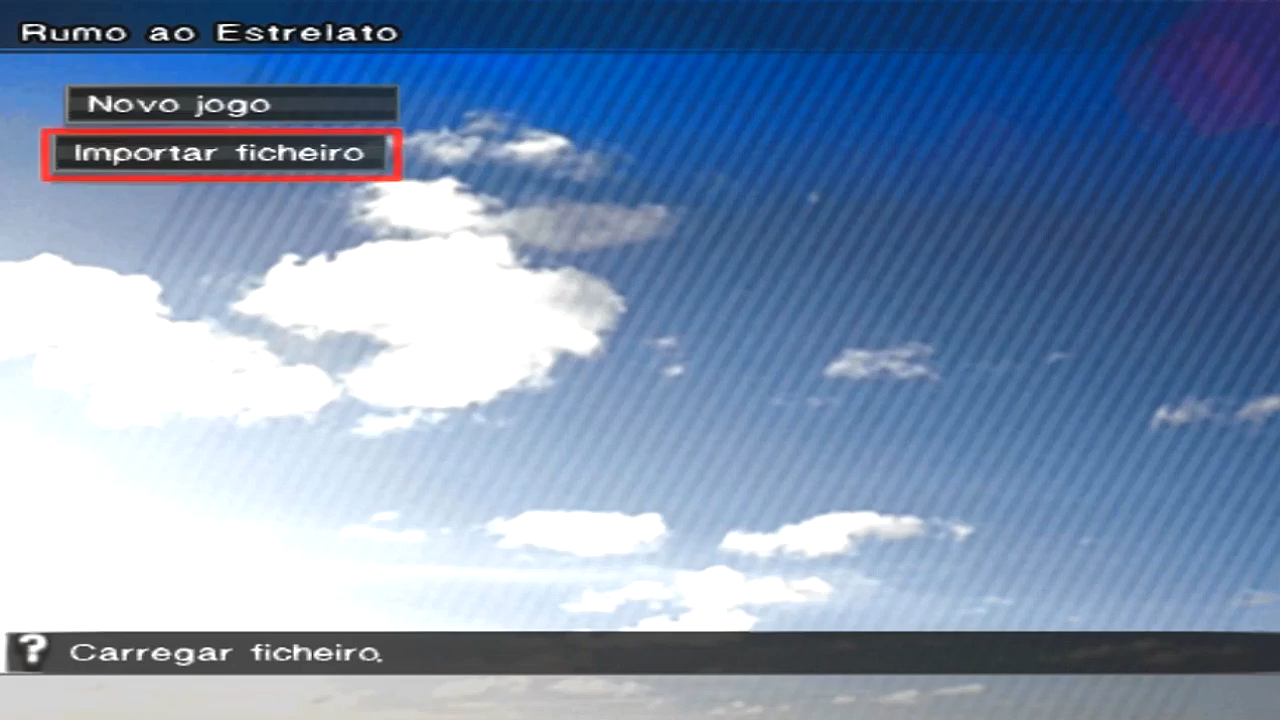 Rumo ao Estrelato
Novo jogo
Importar ficheiro
? Carregar ficheiro.